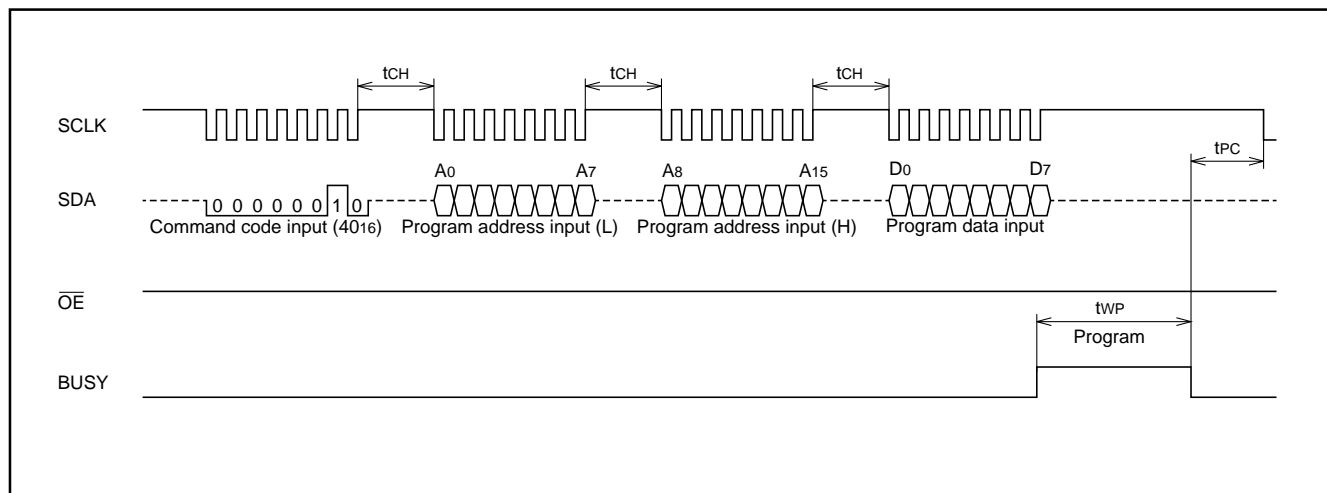 tCH tCH tCH
SCLK
tPC
A0 A7 A8 A15 D0 D7
SDA
0 0 0 0 0 0 1 0
Command code input (4016) Program address input (L) Program address input (H) Program data input
OE
tWP
Program
BUSY